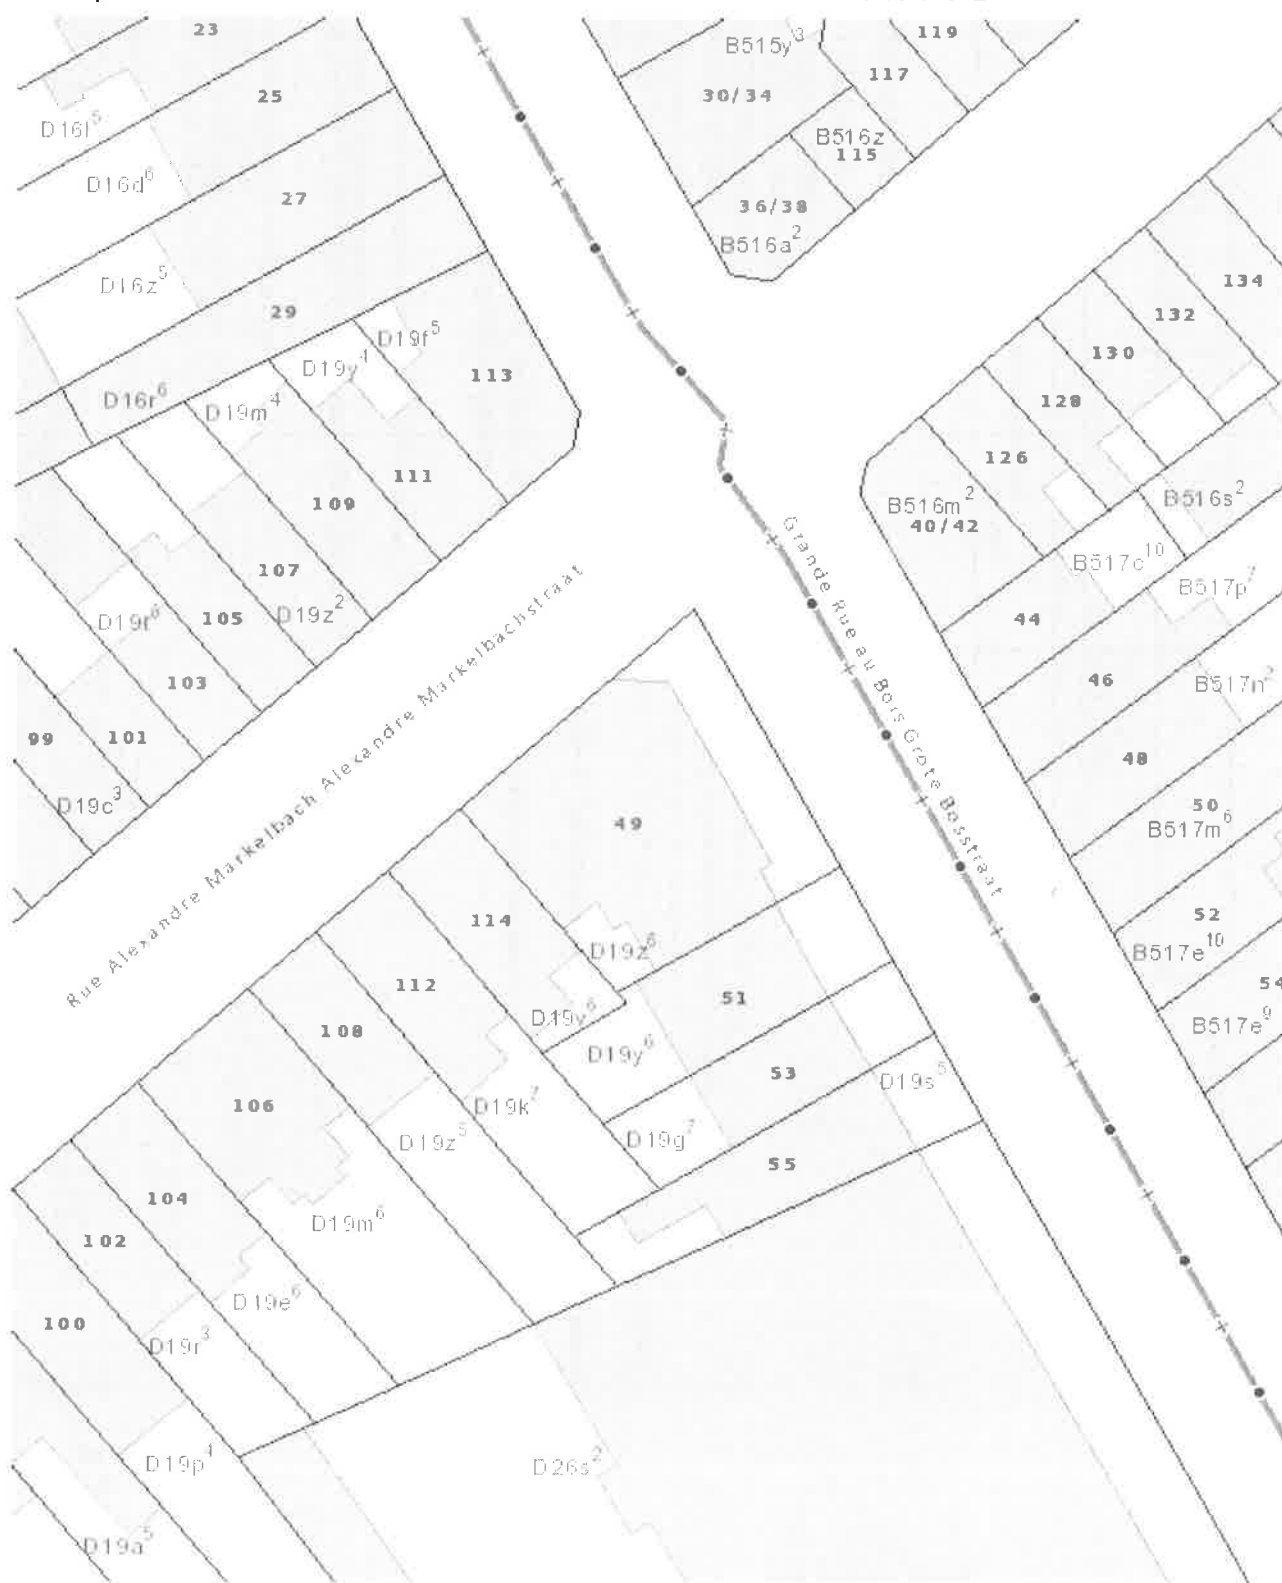 23
B515y³
119
117
25
30/34
D16l⁵
B516z
115
D16d⁶
27
36/38
B516a²
D16z⁵
134
29
132
D19f⁵
130
D19y⁴
113
D16r⁶
D19m⁴
128
126
111
B516m²
40/42
B516s²
109
B517c¹⁰
107
B517p⁷
D19z²
105
D19t⁶
44
103
46
B517n²
99
101
48
D19c³
50
B517m⁶
49
Grande Rue au Bois Grote Bosstraat
Rue Alexandre Markelbach Alexandre Markelbachstraat
52
114
D19z⁶
B517e¹⁰
112
51
54
D19v⁶
B517e⁹
108
D19y⁶
53
D19s⁵
106
D19k⁷
D19z⁵
D19g⁷
55
104
D19m⁶
102
D19e⁶
100
D19r³
D19p⁴
D26s²
D19a⁵